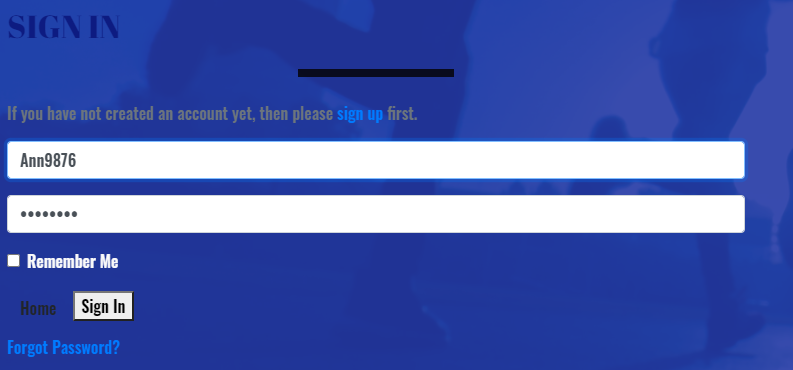 SIGN IN
If you have not created an account yet, then please sign up first.
Ann9876
••••••••
Remember Me
Home Sign In
Forgot Password?